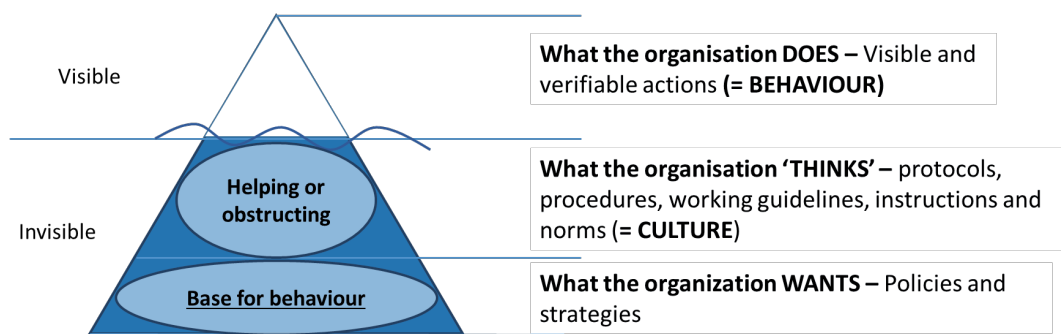 Visible
What the organisation DOES – Visible and
verifiable actions (= BEHAVIOUR)
Helping or
obstructing
Invisible
What the organisation ‘THINKS’ – protocols,
procedures, working guidelines, instructions and
norms (= CULTURE)
Base for behaviour
What the organization WANTS – Policies and
strategies